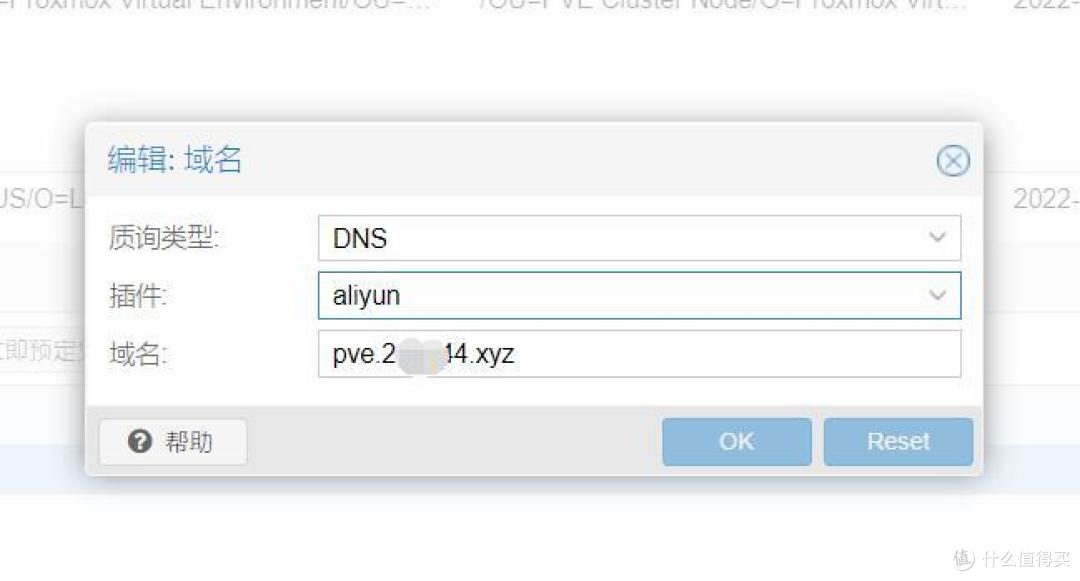 Proxmox Virtual Environment/OU=... /OU=PVE Cluster Node/O=Proxmox Virt... 2022-
编辑: 域名
US/O=L 2022-
质询类型: DNS
插件: aliyun
立即预定
域名: pve.2 44.xyz
帮助 OK Reset
值 什么值得买